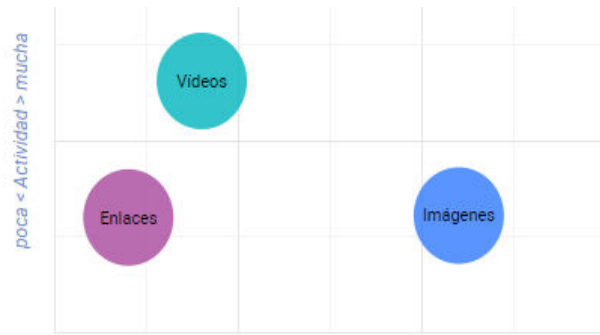 poca < Actividad > mucha
Vídeos
Enlaces
Imágenes